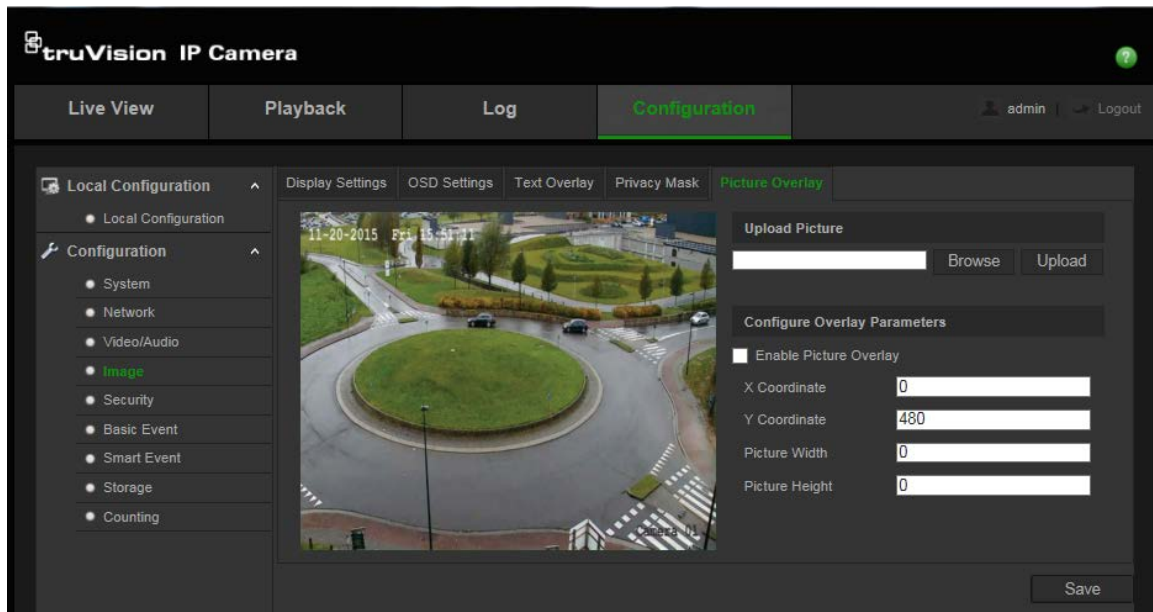 truVision IP Camera
?
Live View Playback Log Configuration admin | Logout
Local Configuration
Local Configuration
Configuration
System
Network
Video/Audio
Image
Security
Basic Event
Smart Event
Storage
Counting
Display Settings OSD Settings Text Overlay Privacy Mask Picture Overlay
11-20-2015 Fri 15:51:11
Camera 01
Upload Picture
Browse Upload
Configure Overlay Parameters
Enable Picture Overlay
X Coordinate 0
Y Coordinate 480
Picture Width 0
Picture Height 0
Save